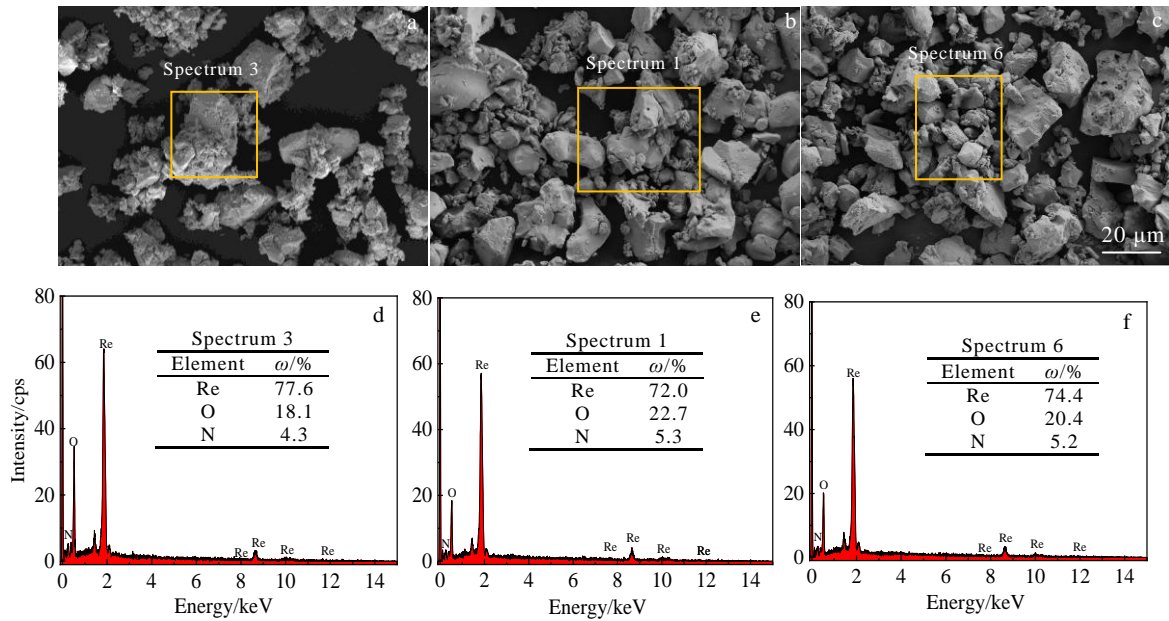 a
Spectrum 3
b
Spectrum 1
c
Spectrum 6
20 μm
d
Spectrum 3
Element ω/%
Re 77.6
O 18.1
N 4.3
Re
O
N
Re
Re
Re
Re
80
60
40
20
0
Intensity/cps
0 2 4 6 8 10 12 14
Energy/keV
e
Spectrum 1
Element ω/%
Re 72.0
O 22.7
N 5.3
Re
O
N
Re
Re
Re
Re
80
60
40
20
0
0 2 4 6 8 10 12 14
Energy/keV
f
Spectrum 6
Element ω/%
Re 74.4
O 20.4
N 5.2
Re
O
N
Re
Re
Re
Re
80
60
40
20
0
0 2 4 6 8 10 12 14
Energy/keV